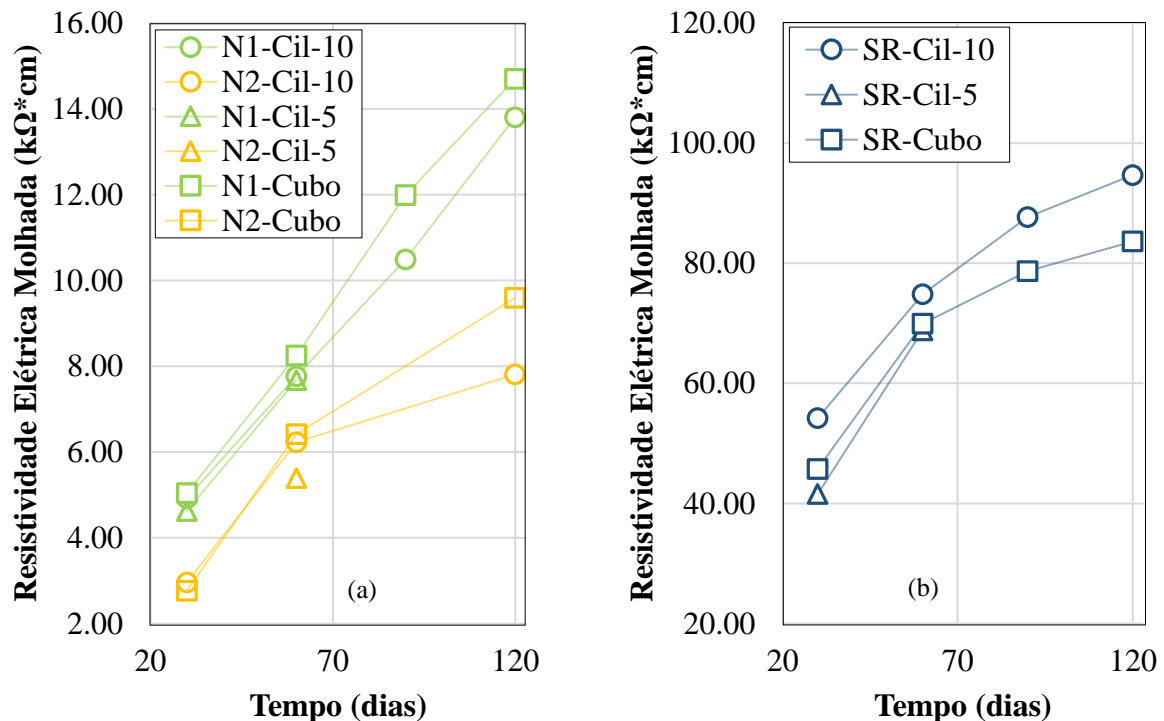 Resistividade Elétrica Molhada (kΩ*cm)
16.00
14.00
12.00
10.00
8.00
6.00
4.00
2.00
N1-Cil-10
N2-Cil-10
N1-Cil-5
N2-Cil-5
N1-Cubo
N2-Cubo
(a)
20
70
120
Tempo (dias)
Resistividade Elétrica Molhada (kΩ*cm)
120.00
100.00
80.00
60.00
40.00
20.00
SR-Cil-10
SR-Cil-5
SR-Cubo
(b)
20
70
120
Tempo (dias)